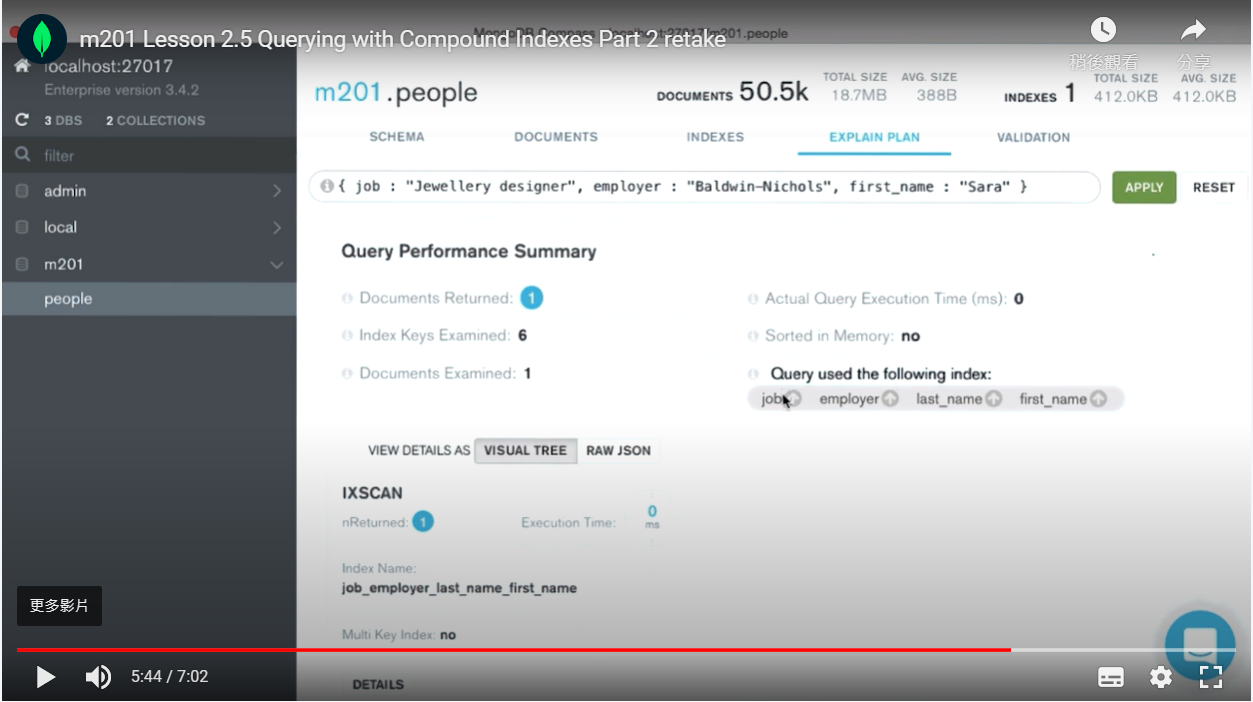 m201 Lesson 2.5 Querying with Compound Indexes Part 2 retake
MongoDB Compass - localhost:27017/m201.people
稍後觀看
分享
localhost:27017
Enterprise version 3.4.2
3 DBS 2 COLLECTIONS
filter
admin
local
m201
people
m201.people
DOCUMENTS 50.5k
TOTAL SIZE AVG. SIZE
18.7MB 388B
INDEXES 1
TOTAL SIZE AVG. SIZE
412.0KB 412.0KB
SCHEMA DOCUMENTS INDEXES EXPLAIN PLAN VALIDATION
{ job : "Jewellery designer", employer : "Baldwin-Nichols", first_name : "Sara" }
APPLY RESET
Query Performance Summary
Documents Returned: 1
Index Keys Examined: 6
Documents Examined: 1
Actual Query Execution Time (ms): 0
Sorted in Memory: no
Query used the following index:
job employer last_name first_name
VIEW DETAILS AS VISUAL TREE RAW JSON
IXSCAN
nReturned: 1 Execution Time: 0 ms
Index Name:
job_employer_last_name_first_name
Multi Key Index: no
DETAILS
更多影片
5:44 / 7:02